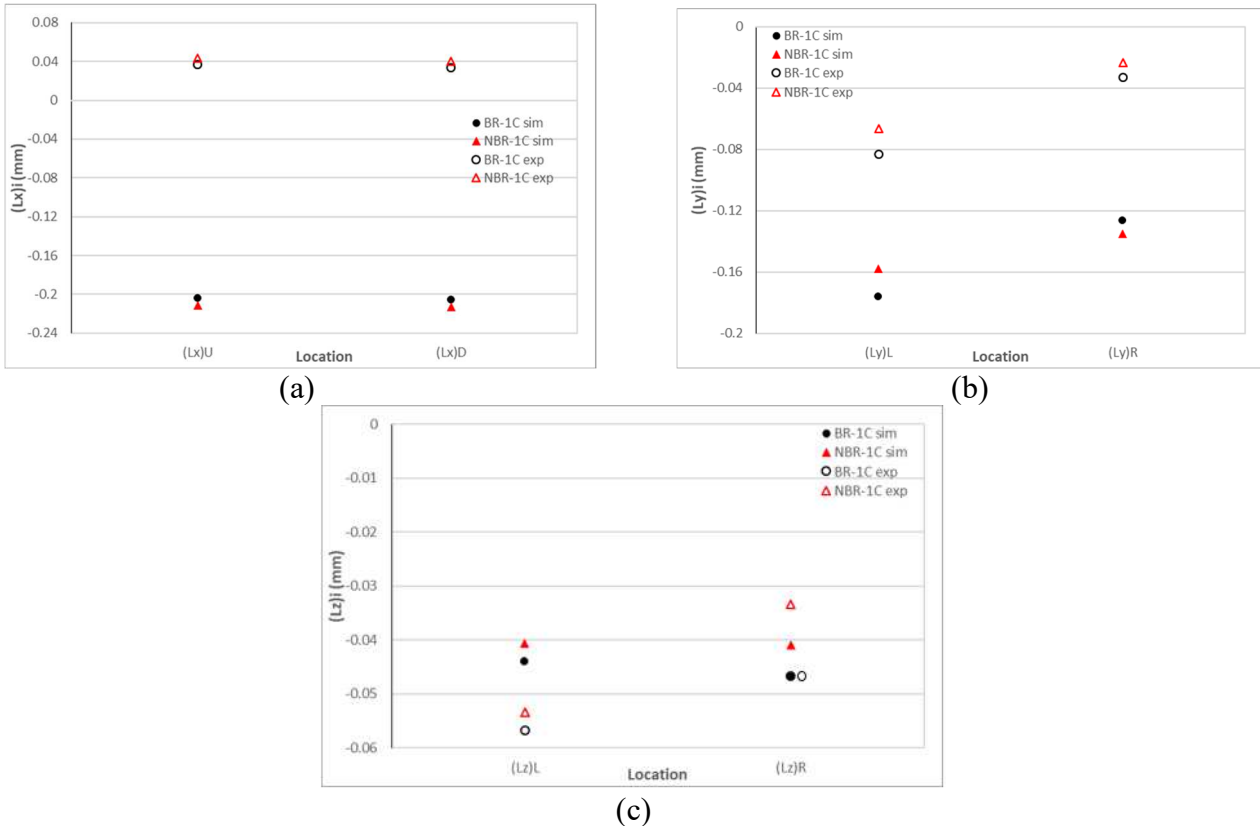 0.08
0.04
0
-0.04
-0.08
-0.12
-0.16
-0.2
-0.24
(Lx)i (mm)
BR-1C sim
NBR-1C sim
BR-1C exp
NBR-1C exp
(Lx)U
Location
(Lx)D
(a)
0
-0.04
-0.08
-0.12
-0.16
-0.2
(Ly)i (mm)
BR-1C sim
NBR-1C sim
BR-1C exp
NBR-1C exp
(Ly)L
Location
(Ly)R
(b)
0
-0.01
-0.02
-0.03
-0.04
-0.05
-0.06
(Lz)i (mm)
BR-1C sim
NBR-1C sim
BR-1C exp
NBR-1C exp
(Lz)L
Location
(Lz)R
(c)